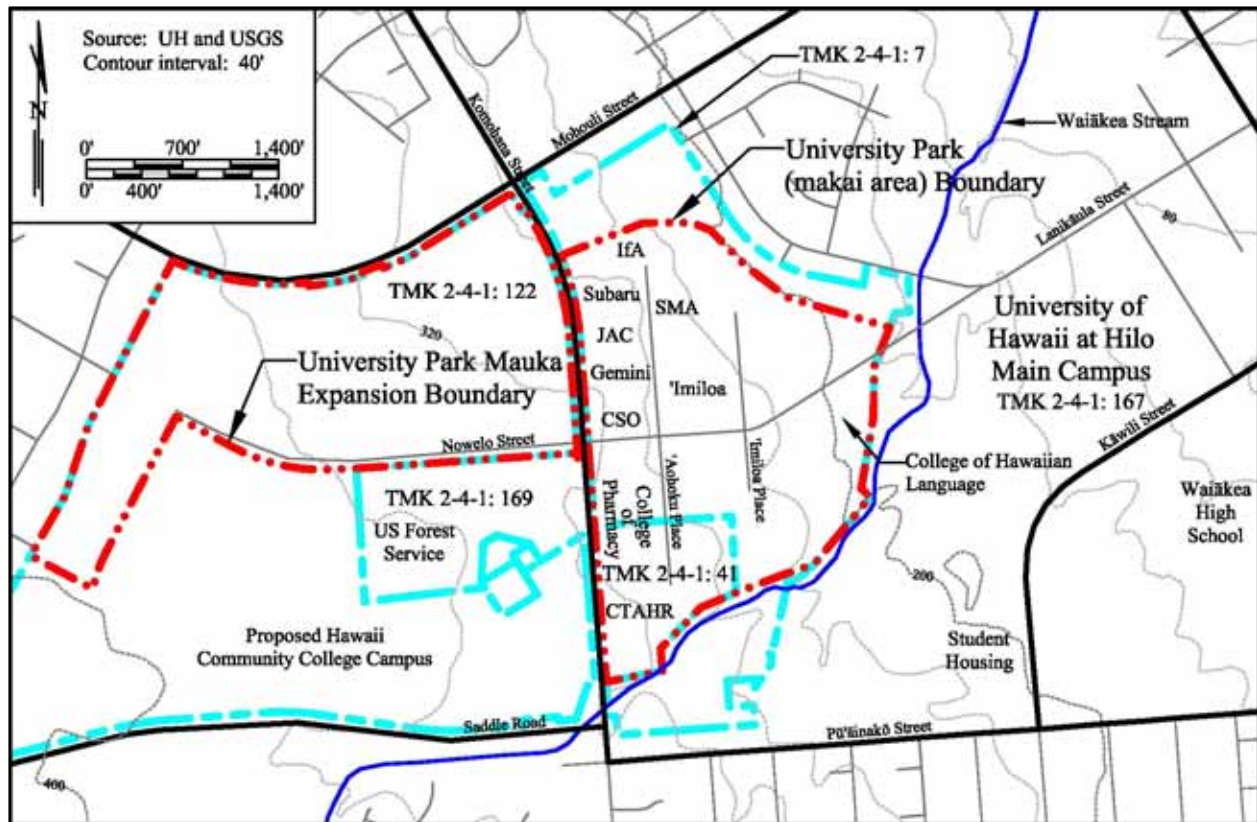 Source: UH and USGS
Contour interval: 40'
N
0' 700' 1,400'
0' 400' 1,400'
Komohana Street
Mohouli Street
TMK 2-4-1: 7
Waiākea Stream
University Park
(makai area) Boundary
Lanikāula Street
80
IfA
TMK 2-4-1: 122
Subaru
SMA
320
JAC
University of
Hawaii at Hilo
Main Campus
TMK 2-4-1: 167
University Park Mauka
Expansion Boundary
Gemini
'Imiloa
CSO
Kāwili Street
Nowelo Street
'Aohoku Place
'Imiloa Place
College of Hawaiian
Language
TMK 2-4-1: 169
US Forest
Service
College
of
Pharmacy
Waiākea
High
School
TMK 2-4-1: 41
200
CTAHR
Proposed Hawaii
Community College Campus
Student
Housing
Saddle Road
Pū'āinakō Street
400